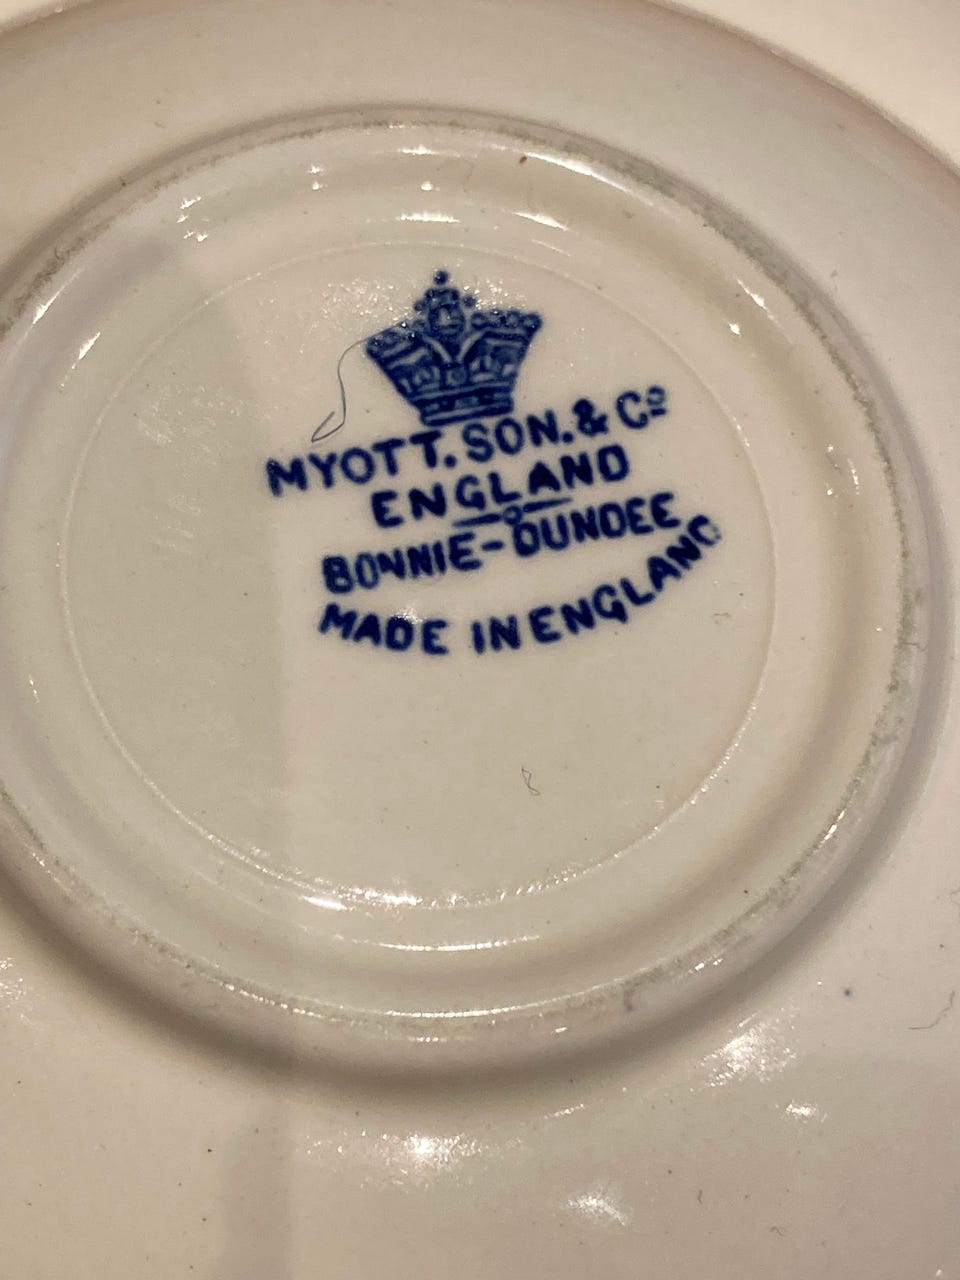 MYOTT. SON. & Co
ENGLAND
BONNIE-DUNDEE
MADE IN ENGLAND